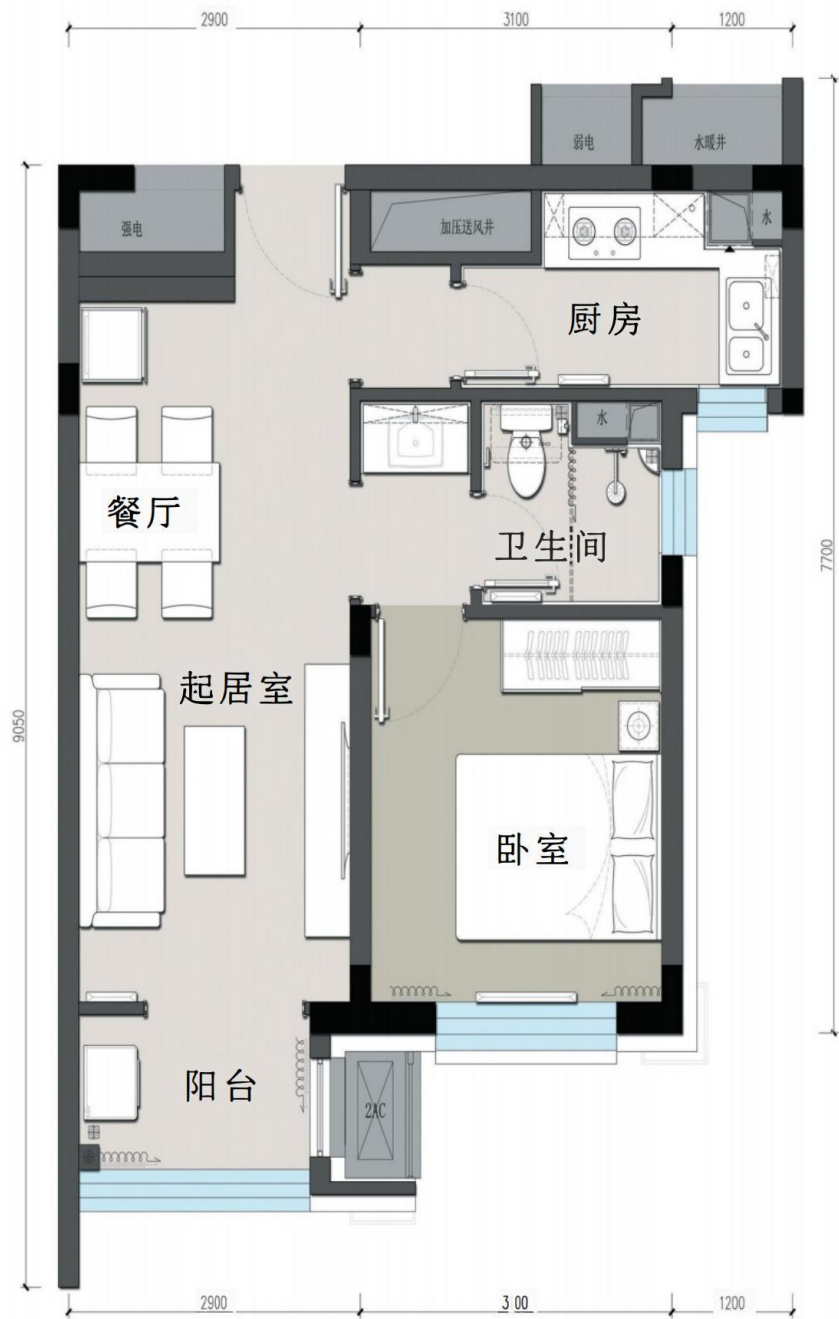 2900 3100 1200
弱电 水暖井
强电 加压送风井 水
厨房
水
餐厅
卫生间
7700
起居室
9050
卧室
阳台 2AC
2900 3 00 1200